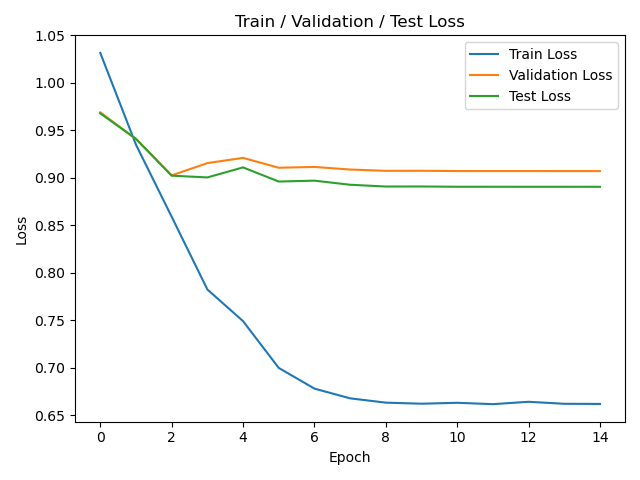 Train / Validation / Test Loss
1.05
1.00
0.95
0.90
0.85
0.80
0.75
0.70
0.65
Loss
Train Loss
Validation Loss
Test Loss
0 2 4 6 8 10 12 14
Epoch